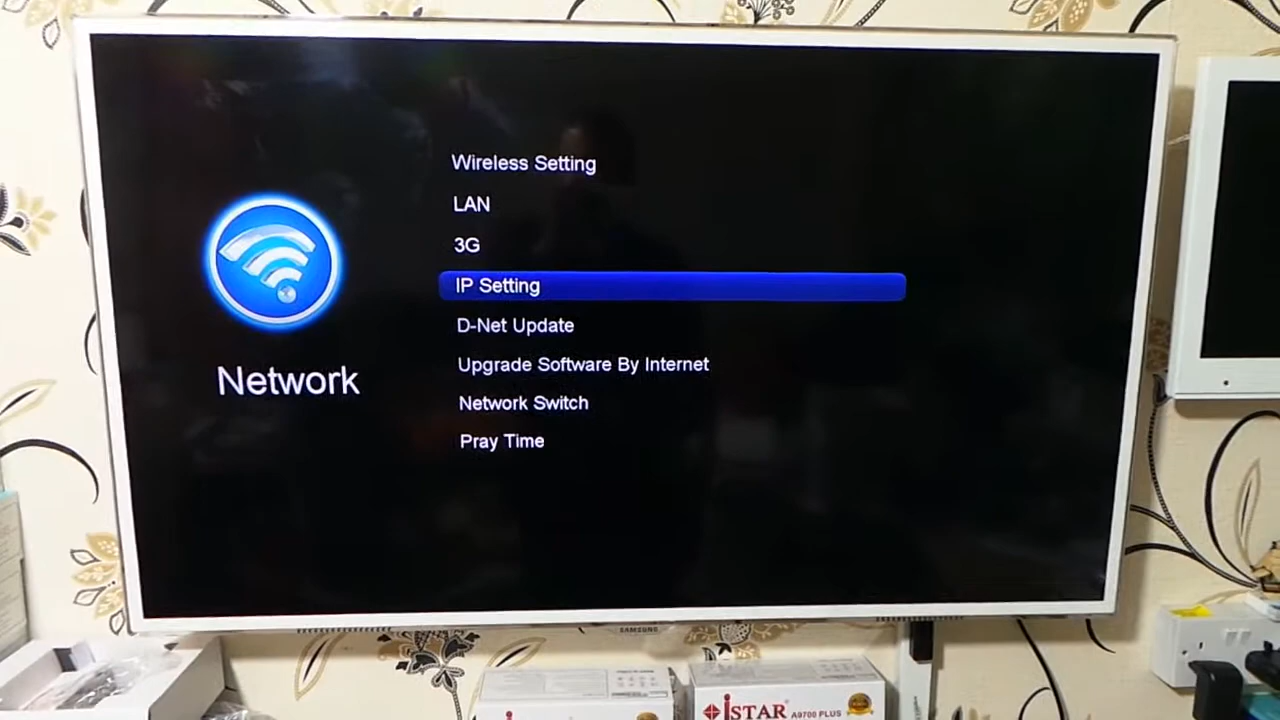 Wireless Setting
LAN
3G
IP Setting
D-Net Update
Upgrade Software By Internet
Network Switch
Pray Time
Network
SAMSUNG
iSTAR
A9700 PLUS